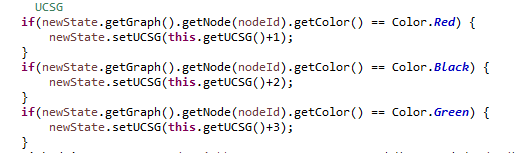 UCSG
if(newState.getGraph().getNode(nodeId).getColor() == Color.Red) {
    newState.setUCSG(this.getUCSG()+1);
}
if(newState.getGraph().getNode(nodeId).getColor() == Color.Black) {
    newState.setUCSG(this.getUCSG()+2);
}
if(newState.getGraph().getNode(nodeId).getColor() == Color.Green) {
    newState.setUCSG(this.getUCSG()+3);
}